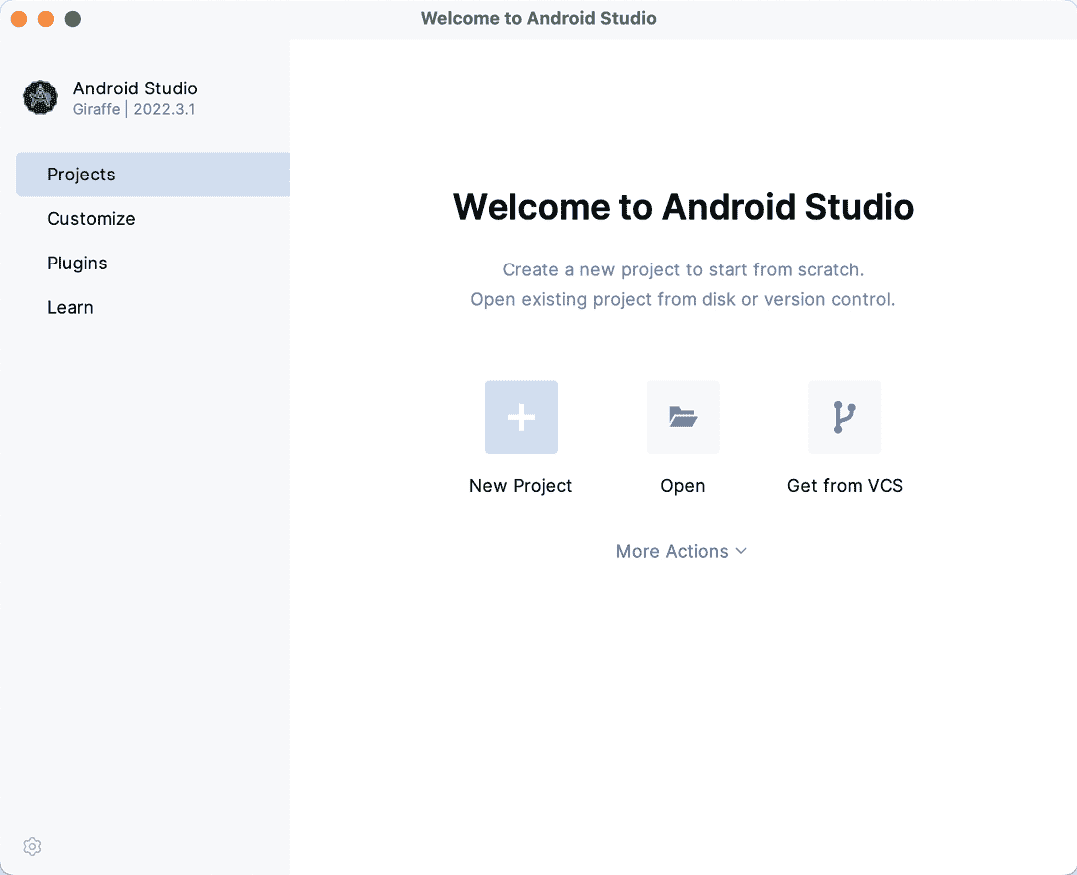 Welcome to Android Studio
Android Studio
Giraffe | 2022.3.1
Projects
Customize
Plugins
Learn
Welcome to Android Studio
Create a new project to start from scratch.
Open existing project from disk or version control.
New Project
Open
Get from VCS
More Actions